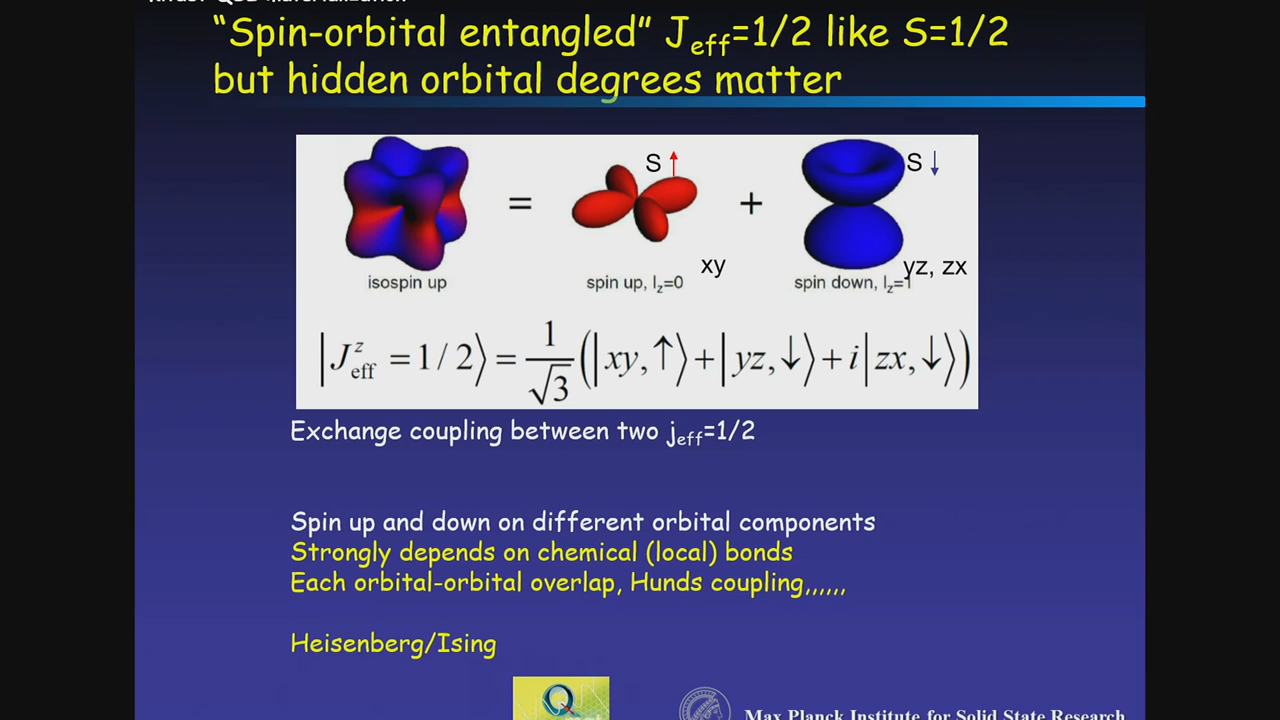 "Spin-orbital entangled" Jeff=1/2 like S=1/2
but hidden orbital degrees matter
S ↑
S ↓
= +
xy
yz, zx
isospin up
spin up, lz=0
spin down, lz=1
|J^z_eff = 1/2⟩ = 1/√3 (|xy,↑⟩+|yz,↓⟩+i|zx,↓⟩)
Exchange coupling between two jeff=1/2
Spin up and down on different orbital components
Strongly depends on chemical (local) bonds
Each orbital-orbital overlap, Hunds coupling,,,,,,
Heisenberg/Ising
Q
Max Planck Institute for Solid State Research